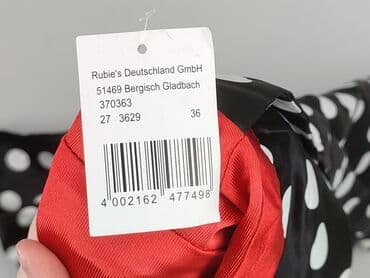 Rubie's Deutschland GmbH
51469 Bergisch Gladbach
370363
27 3629 36
4 002162 477498